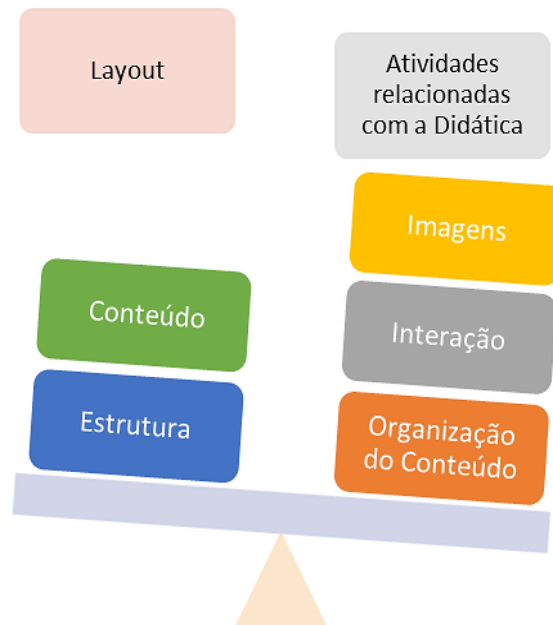 Layout
Atividades
relacionadas
com a Didática
Imagens
Conteúdo
Interação
Estrutura
Organização
do Conteúdo